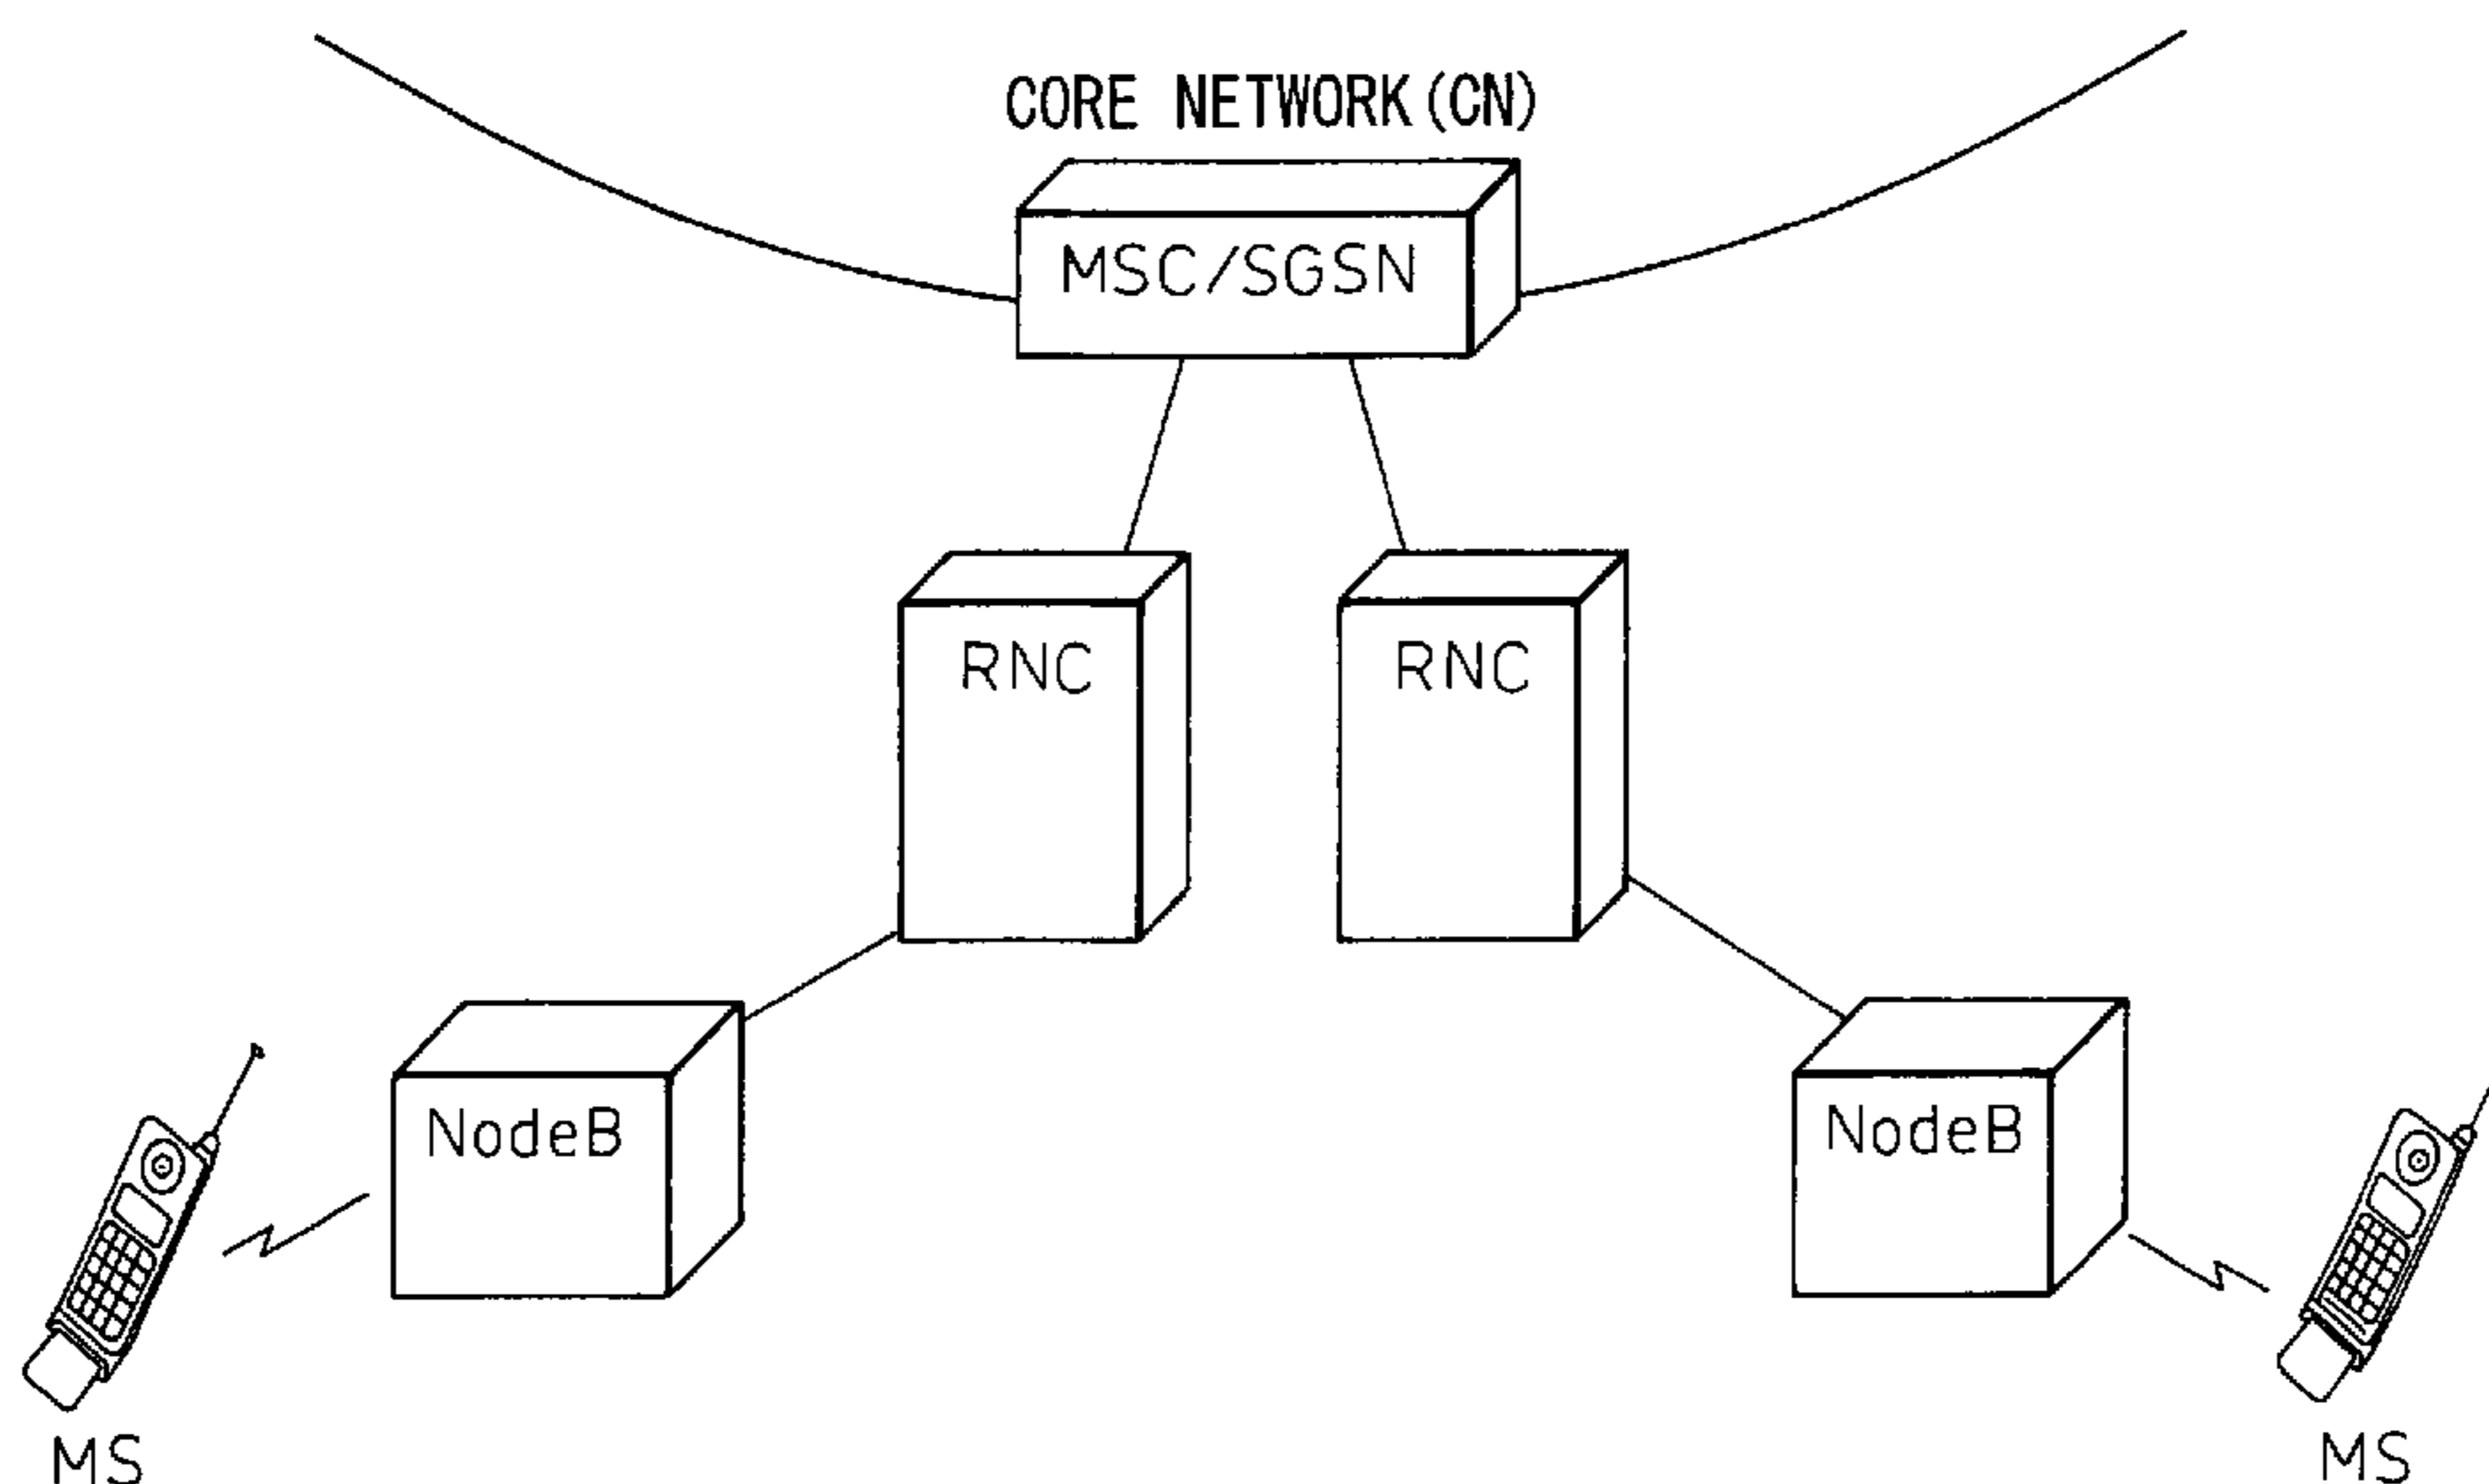 CORE NETWORK(CN)
MSC/SGSN
RNC
RNC
NodeB
NodeB
MS
MS